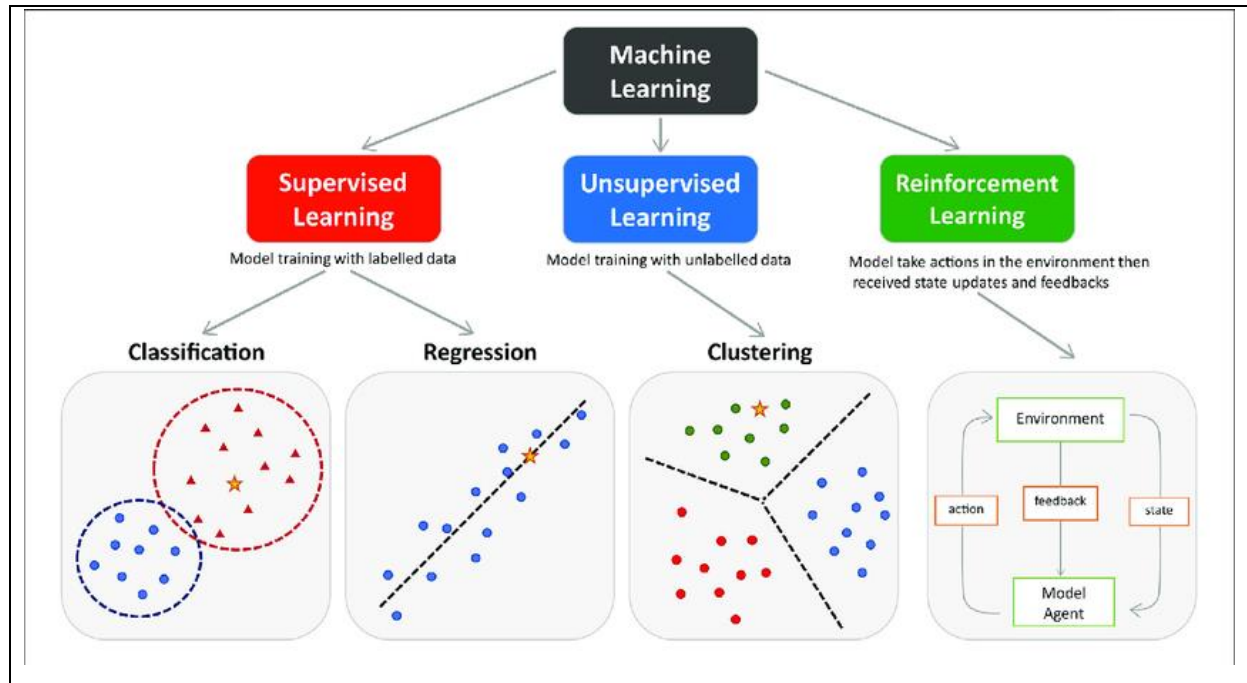 Machine
Learning
Supervised
Learning
Unsupervised
Learning
Reinforcement
Learning
Model training with labelled data
Model training with unlabelled data
Model take actions in the environment then
received state updates and feedbacks
Classification
Regression
Clustering
Environment
action
feedback
state
Model
Agent